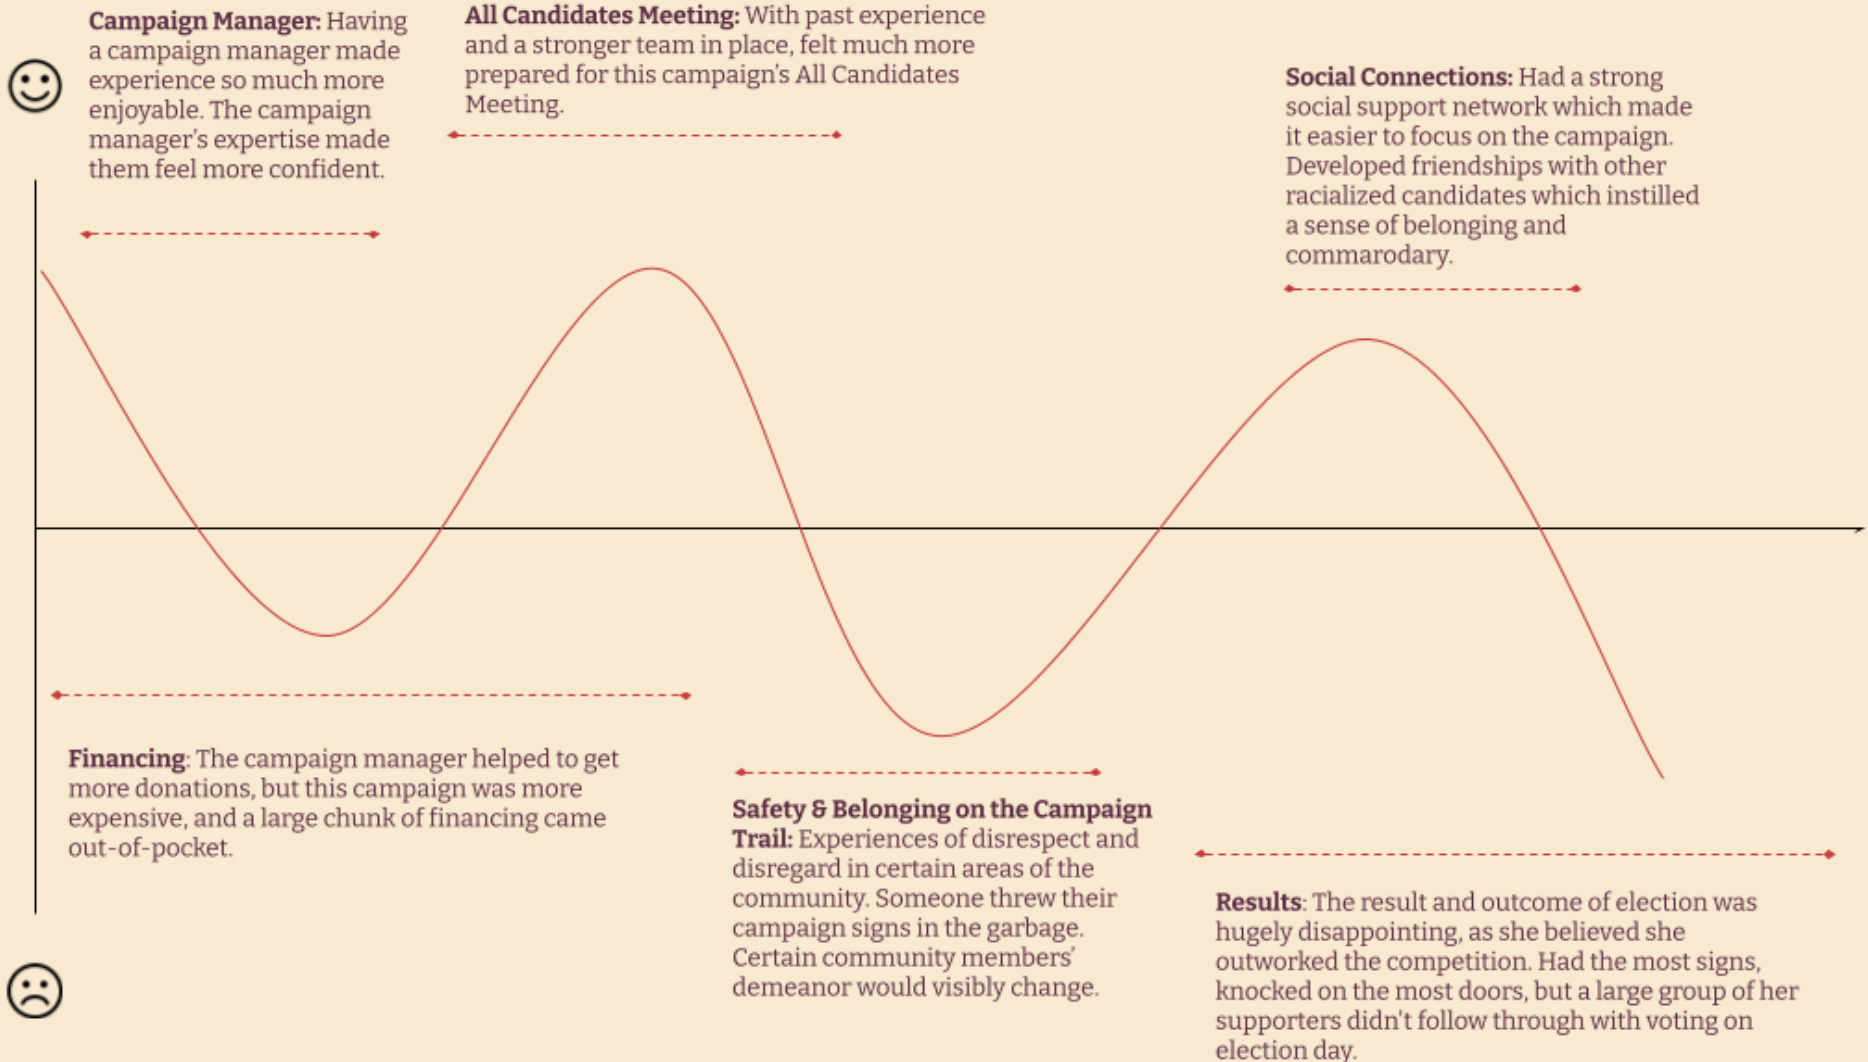 Campaign Manager: Having
a campaign manager made
experience so much more
enjoyable. The campaign
manager's expertise made
them feel more confident.
All Candidates Meeting: With past experience
and a stronger team in place, felt much more
prepared for this campaign's All Candidates
Meeting.
Social Connections: Had a strong
social support network which made
it easier to focus on the campaign.
Developed friendships with other
racialized candidates which instilled
a sense of belonging and
commarodary.
Financing: The campaign manager helped to get
more donations, but this campaign was more
expensive, and a large chunk of financing came
out-of-pocket.
Safety & Belonging on the Campaign
Trail: Experiences of disrespect and
disregard in certain areas of the
community. Someone threw their
campaign signs in the garbage.
Certain community members'
demeanor would visibly change.
Results: The result and outcome of election was
hugely disappointing, as she believed she
outworked the competition. Had the most signs,
knocked on the most doors, but a large group of her
supporters didn't follow through with voting on
election day.